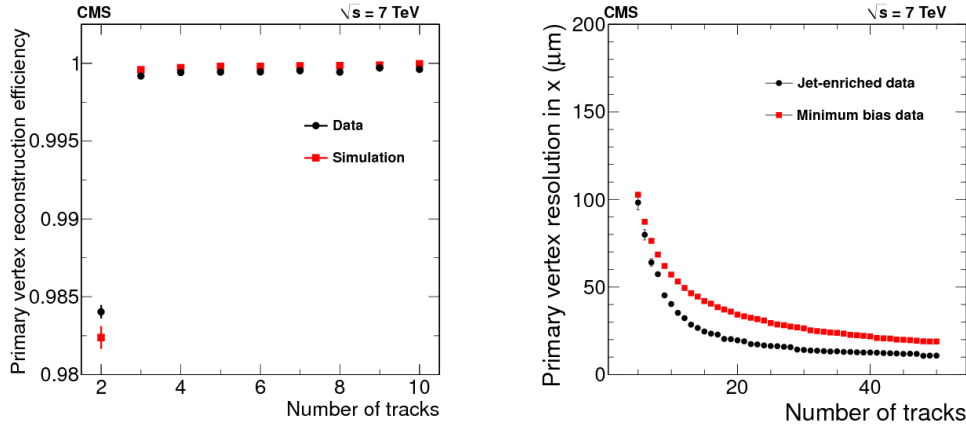 CMS
√s = 7 TeV
Primary vertex reconstruction efficiency
1
0.995
0.99
0.985
0.98
Data
Simulation
2
4
6
8
10
Number of tracks
CMS
√s = 7 TeV
Primary vertex resolution in x (μm)
200
150
100
50
0
Jet-enriched data
Minimum bias data
20
40
Number of tracks